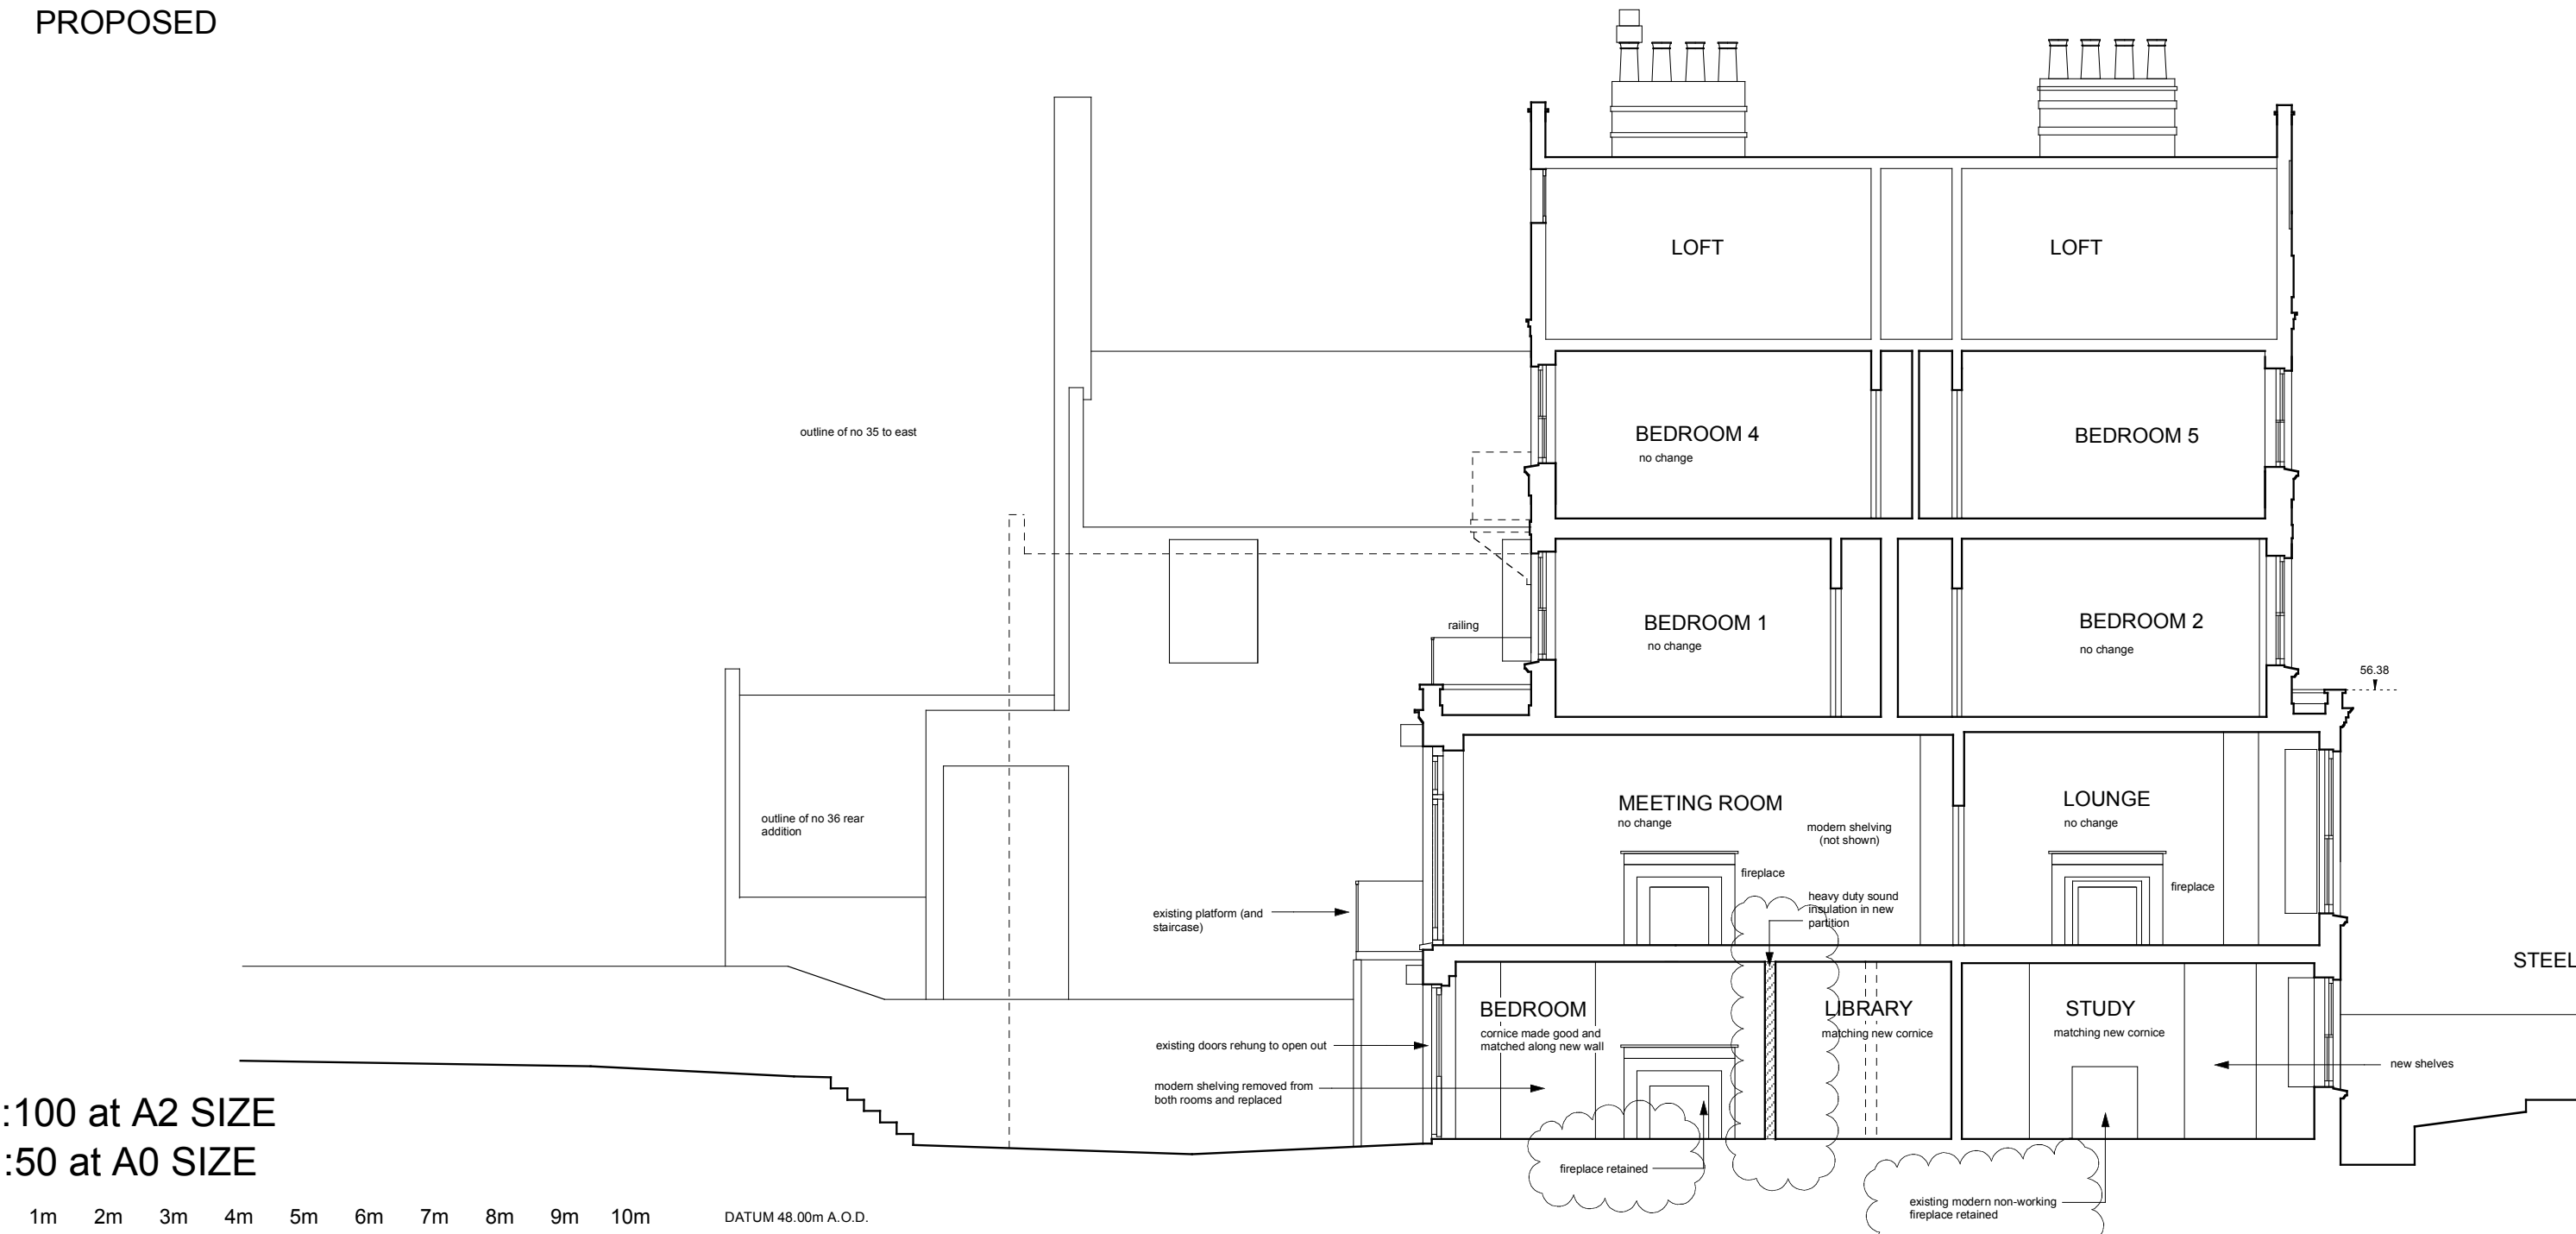 PROPOSED
LOFT
LOFT
outline of no 35 to east
BEDROOM 4
no change
BEDROOM 5
railing
BEDROOM 1
no change
BEDROOM 2
no change
56.38
outline of no 36 rear
addition
MEETING ROOM
no change
modern shelving
(not shown)
fireplace
LOUNGE
no change
fireplace
heavy duty sound
insulation in new
partition
existing platform (and
staircase)
STEEL
BEDROOM
cornice made good and
matched along new wall
LIBRARY
matching new cornice
STUDY
matching new cornice
existing doors rehung to open out
new shelves
modern shelving removed from
both rooms and replaced
:100 at A2 SIZE
:50 at A0 SIZE
fireplace retained
existing modern non-working
fireplace retained
1m 2m 3m 4m 5m 6m 7m 8m 9m 10m
DATUM 48.00m A.O.D.